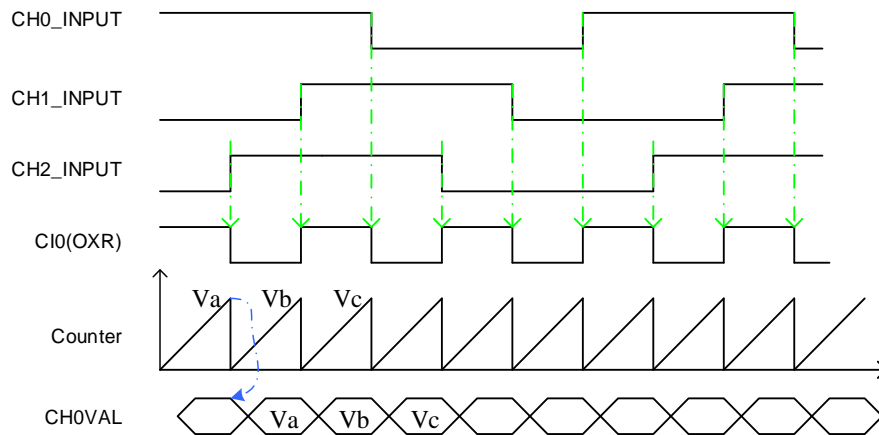 CH0_INPUT
CH1_INPUT
CH2_INPUT
CI0(OXR)
Va Vb Vc
Counter
CH0VAL Va Vb Vc